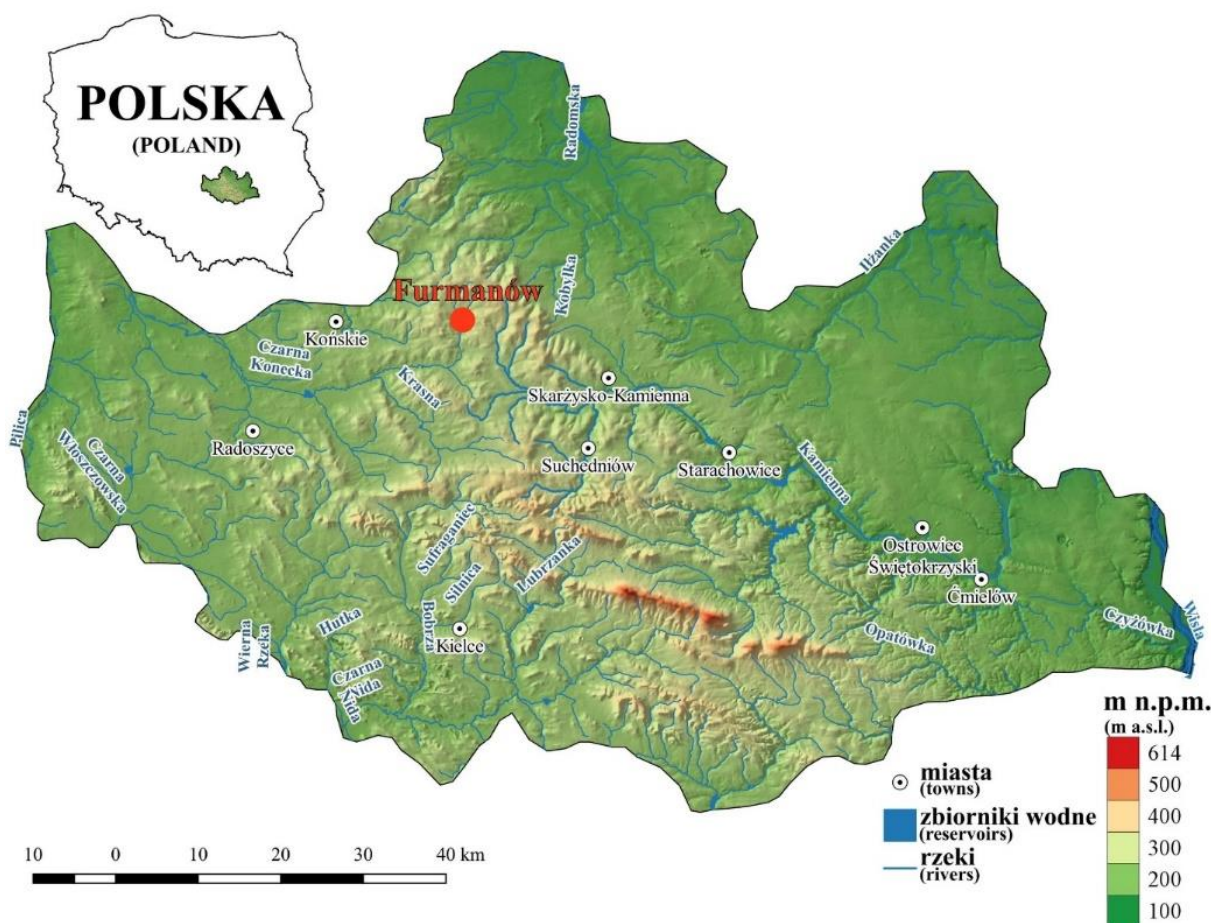 POLSKA
(POLAND)
Radomska
Iłżanka
Kobyłka
Furmanów
Końskie
Czarna
Konecka
Krasna
Skarżysko-Kamienna
Pilica
Czarna
Włoszczowska
Radoszyce
Suchedniów
Starachowice
Kamienna
Sufraganiec
Silnica
Lubrzanka
Ostrowiec
Świętokrzyski
Ćmielów
Wierna
Rzeka
Hutka
Bobrza
Kielce
Opatówka
Czyżówka
Wisła
Czarna
Nida
m n.p.m.
(m a.s.l.)
614
500
400
300
200
100
miasta
(towns)
zbiorniki wodne
(reservoirs)
rzeki
(rivers)
10 0 10 20 30 40 km